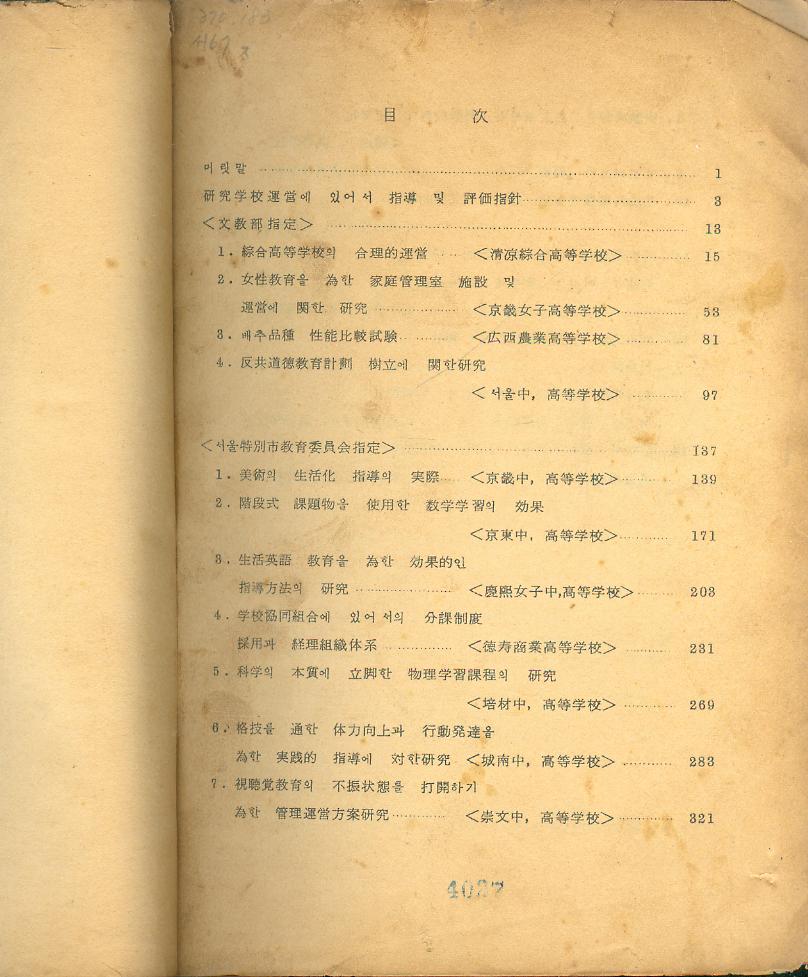 目 次
머릿말 1
研究学校運営에 있어서 指導 및 評価指針 3
<文教部指定> 13
1. 綜合高等学校의 合理的運営 <清凉綜合高等学校> 15
2. 女性教育을 為한 家庭管理室 施設 및
運営에 関한 研究 <京畿女子高等学校> 53
3. 배추品種 性能比較試験 <広西農業高等学校> 81
4. 反共道徳教育計劃 樹立에 関한研究
<서울中, 高等学校> 97
<서울特別市教育委員会指定> 137
1. 美術의 生活化 指導의 実際 <京畿中, 高等学校> 139
2. 階段式 課題物을 使用한 数学学習의 効果
<京東中, 高等学校> 171
3. 生活英語 教育을 為한 効果的인
指導方法의 研究 <慶熙女子中,高等学校> 203
4. 学校協同組合에 있어서의 分課制度
採用과 経理組織体系 <徳寿商業高等学校> 231
5. 科学의 本質에 立脚한 物理学習課程의 研究
<培材中, 高等学校> 269
6. 格技를 通한 体力向上과 行動発達을
為한 実践的 指導에 対한研究 <城南中, 高等学校> 283
7. 視聴覚教育의 不振状態를 打開하기
為한 管理運営方案研究 <崇文中, 高等学校> 321